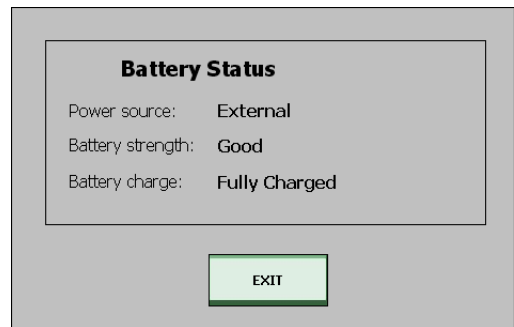 Battery Status
Power source: External
Battery strength: Good
Battery charge: Fully Charged
EXIT